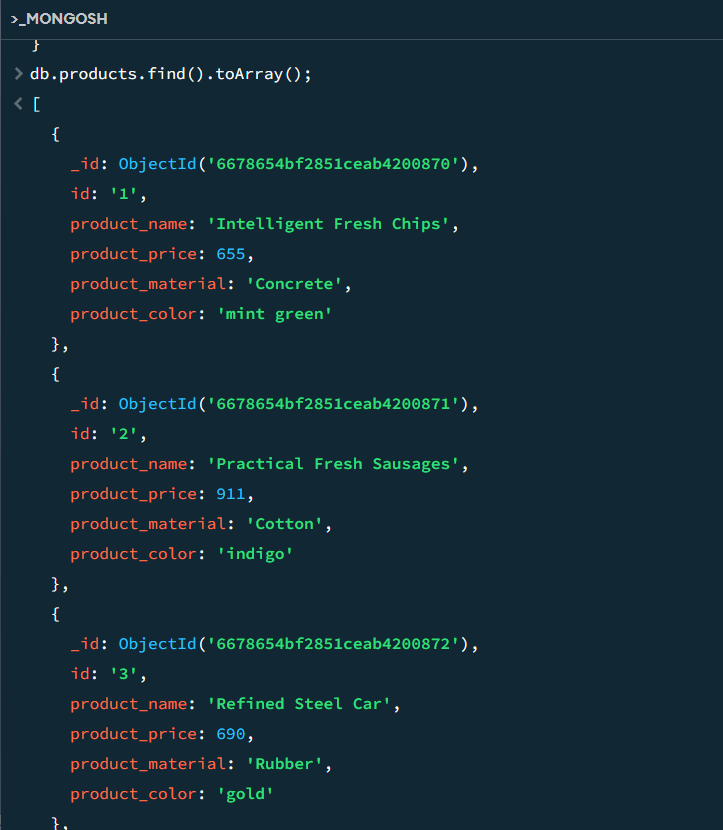 >_MONGOSH
}
> db.products.find().toArray();
< [
{
_id: ObjectId('6678654bf2851ceab4200870'),
id: '1',
product_name: 'Intelligent Fresh Chips',
product_price: 655,
product_material: 'Concrete',
product_color: 'mint green'
},
{
_id: ObjectId('6678654bf2851ceab4200871'),
id: '2',
product_name: 'Practical Fresh Sausages',
product_price: 911,
product_material: 'Cotton',
product_color: 'indigo'
},
{
_id: ObjectId('6678654bf2851ceab4200872'),
id: '3',
product_name: 'Refined Steel Car',
product_price: 690,
product_material: 'Rubber',
product_color: 'gold'
},